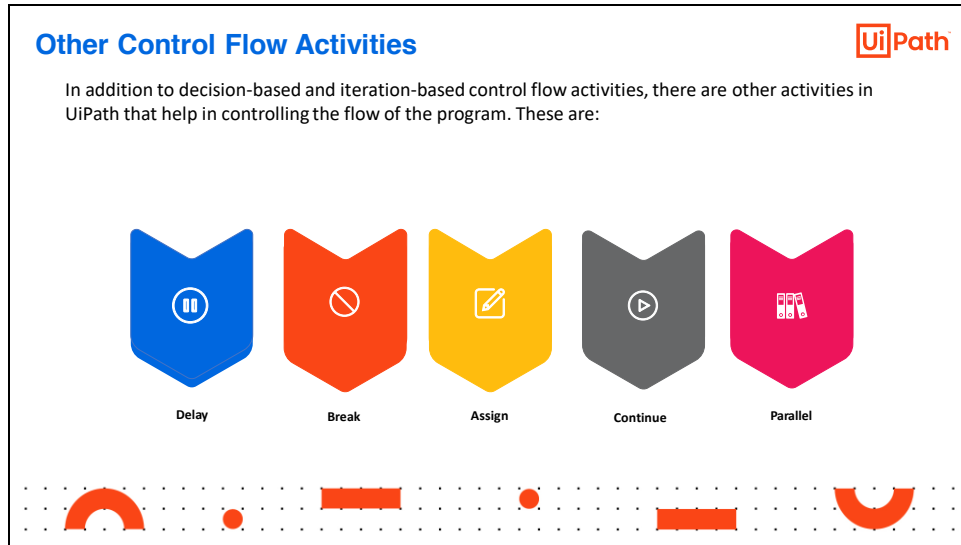 Other Control Flow Activities
UiPath
In addition to decision-based and iteration-based control flow activities, there are other activities in
UiPath that help in controlling the flow of the program. These are:
Delay
Break
Assign
Continue
Parallel